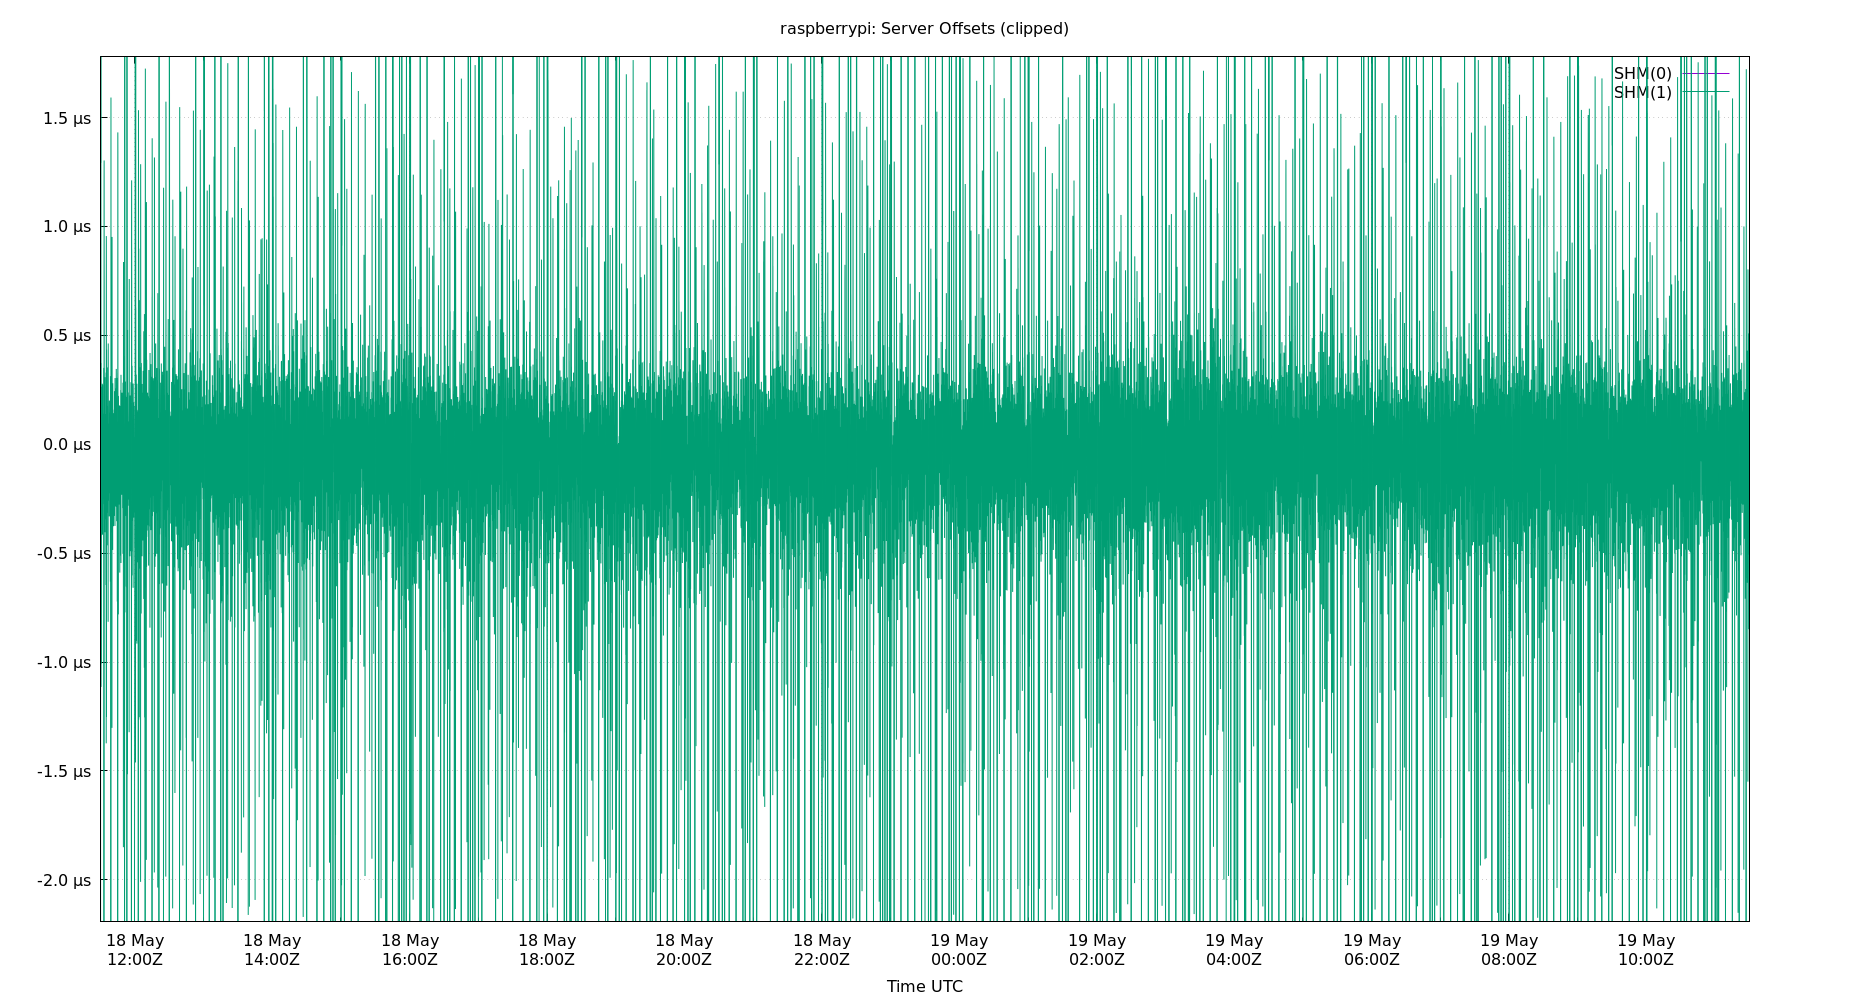 raspberrypi: Server Offsets (clipped)
SHM(0)
SHM(1)
1.5 µs
1.0 µs
0.5 µs
0.0 µs
-0.5 µs
-1.0 µs
-1.5 µs
-2.0 µs
18 May 18 May 18 May 18 May 18 May 18 May 19 May 19 May 19 May 19 May 19 May 19 May
12:00Z 14:00Z 16:00Z 18:00Z 20:00Z 22:00Z 00:00Z 02:00Z 04:00Z 06:00Z 08:00Z 10:00Z
Time UTC